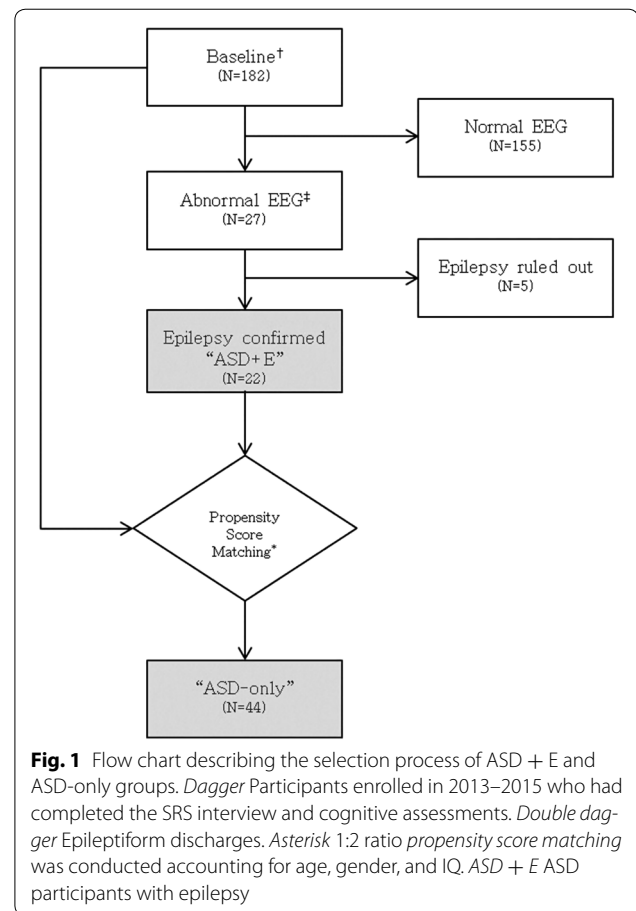 Baseline†
(N=182)
Normal EEG
(N=155)
Abnormal EEG‡
(N=27)
Epilepsy ruled out
(N=5)
Epilepsy confirmed
“ASD+E”
(N=22)
Propensity
Score
Matching*
“ASD-only”
(N=44)
Fig. 1 Flow chart describing the selection process of ASD + E and
ASD-only groups. Dagger Participants enrolled in 2013–2015 who had
completed the SRS interview and cognitive assessments. Double dag-
ger Epileptiform discharges. Asterisk 1:2 ratio propensity score matching
was conducted accounting for age, gender, and IQ. ASD + E ASD
participants with epilepsy